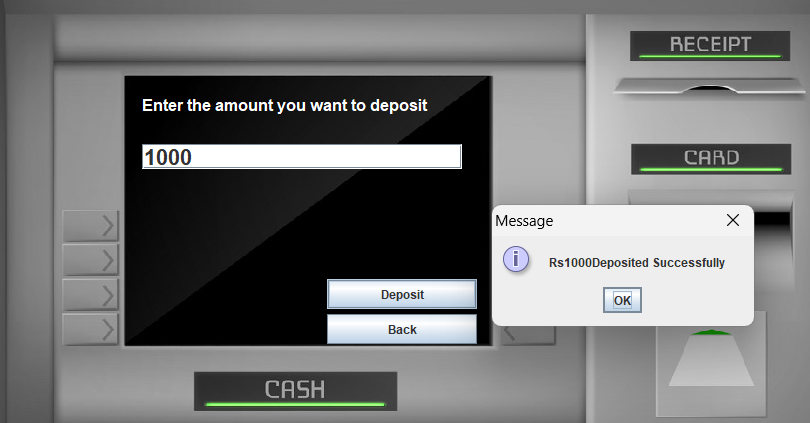 RECEIPT
Enter the amount you want to deposit
1000
CARD
Message
Rs1000Deposited Successfully
OK
Deposit
Back
CASH